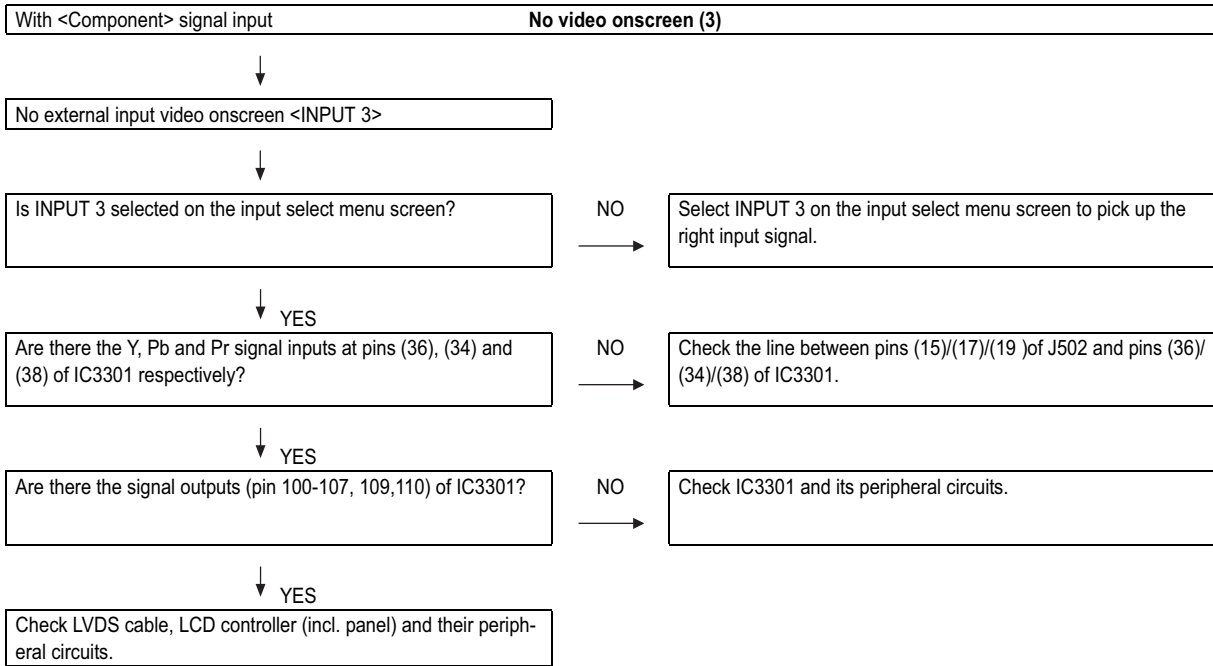 With <Component> signal input No video onscreen (3)
No external input video onscreen <INPUT 3>
Is INPUT 3 selected on the input select menu screen?
NO
Select INPUT 3 on the input select menu screen to pick up the
right input signal.
YES
Are there the Y, Pb and Pr signal inputs at pins (36), (34) and
(38) of IC3301 respectively?
NO
Check the line between pins (15)/(17)/(19 )of J502 and pins (36)/
(34)/(38) of IC3301.
YES
Are there the signal outputs (pin 100-107, 109,110) of IC3301?
NO
Check IC3301 and its peripheral circuits.
YES
Check LVDS cable, LCD controller (incl. panel) and their periph-
eral circuits.